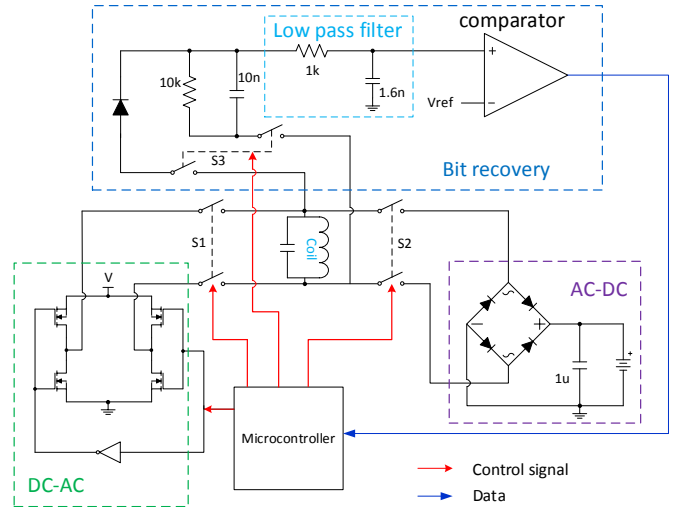 comparator
Low pass filter
10k
10n
1k
1.6n
+
Vref
−
S3
Bit recovery
S1
Coil
S2
V
AC-DC
−
+
+
1u
Microcontroller
DC-AC
Control signal
Data